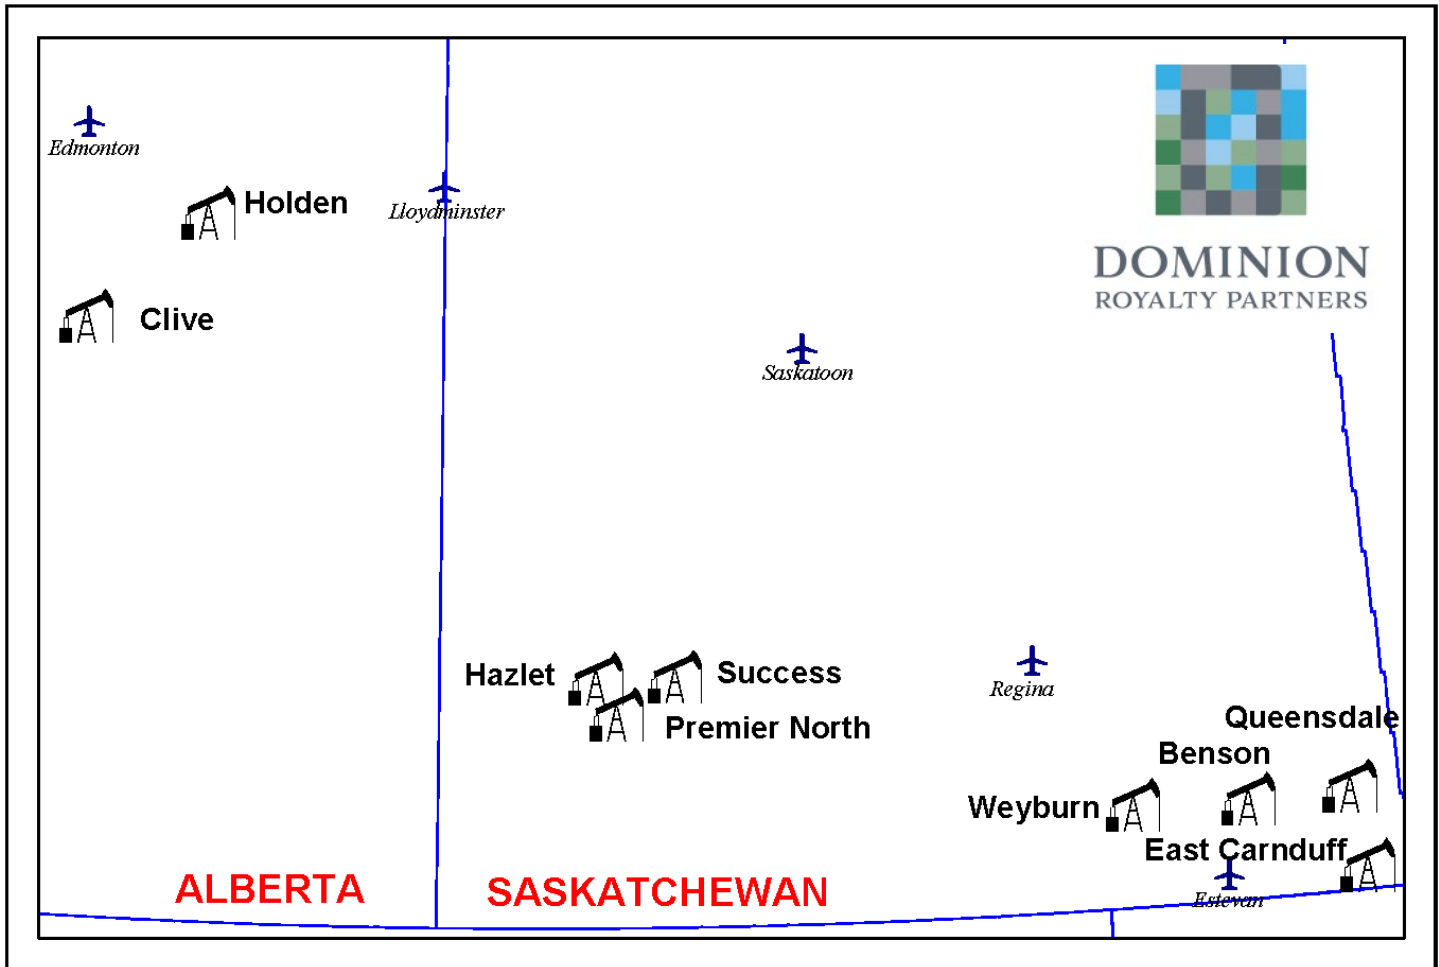 Edmonton
Holden
Lloydminster
DOMINION
ROYALTY PARTNERS
Clive
Saskatoon
Hazlet
Success
Premier North
Regina
Queensdale
Benson
Weyburn
East Carnduff
ALBERTA
SASKATCHEWAN
Estevan